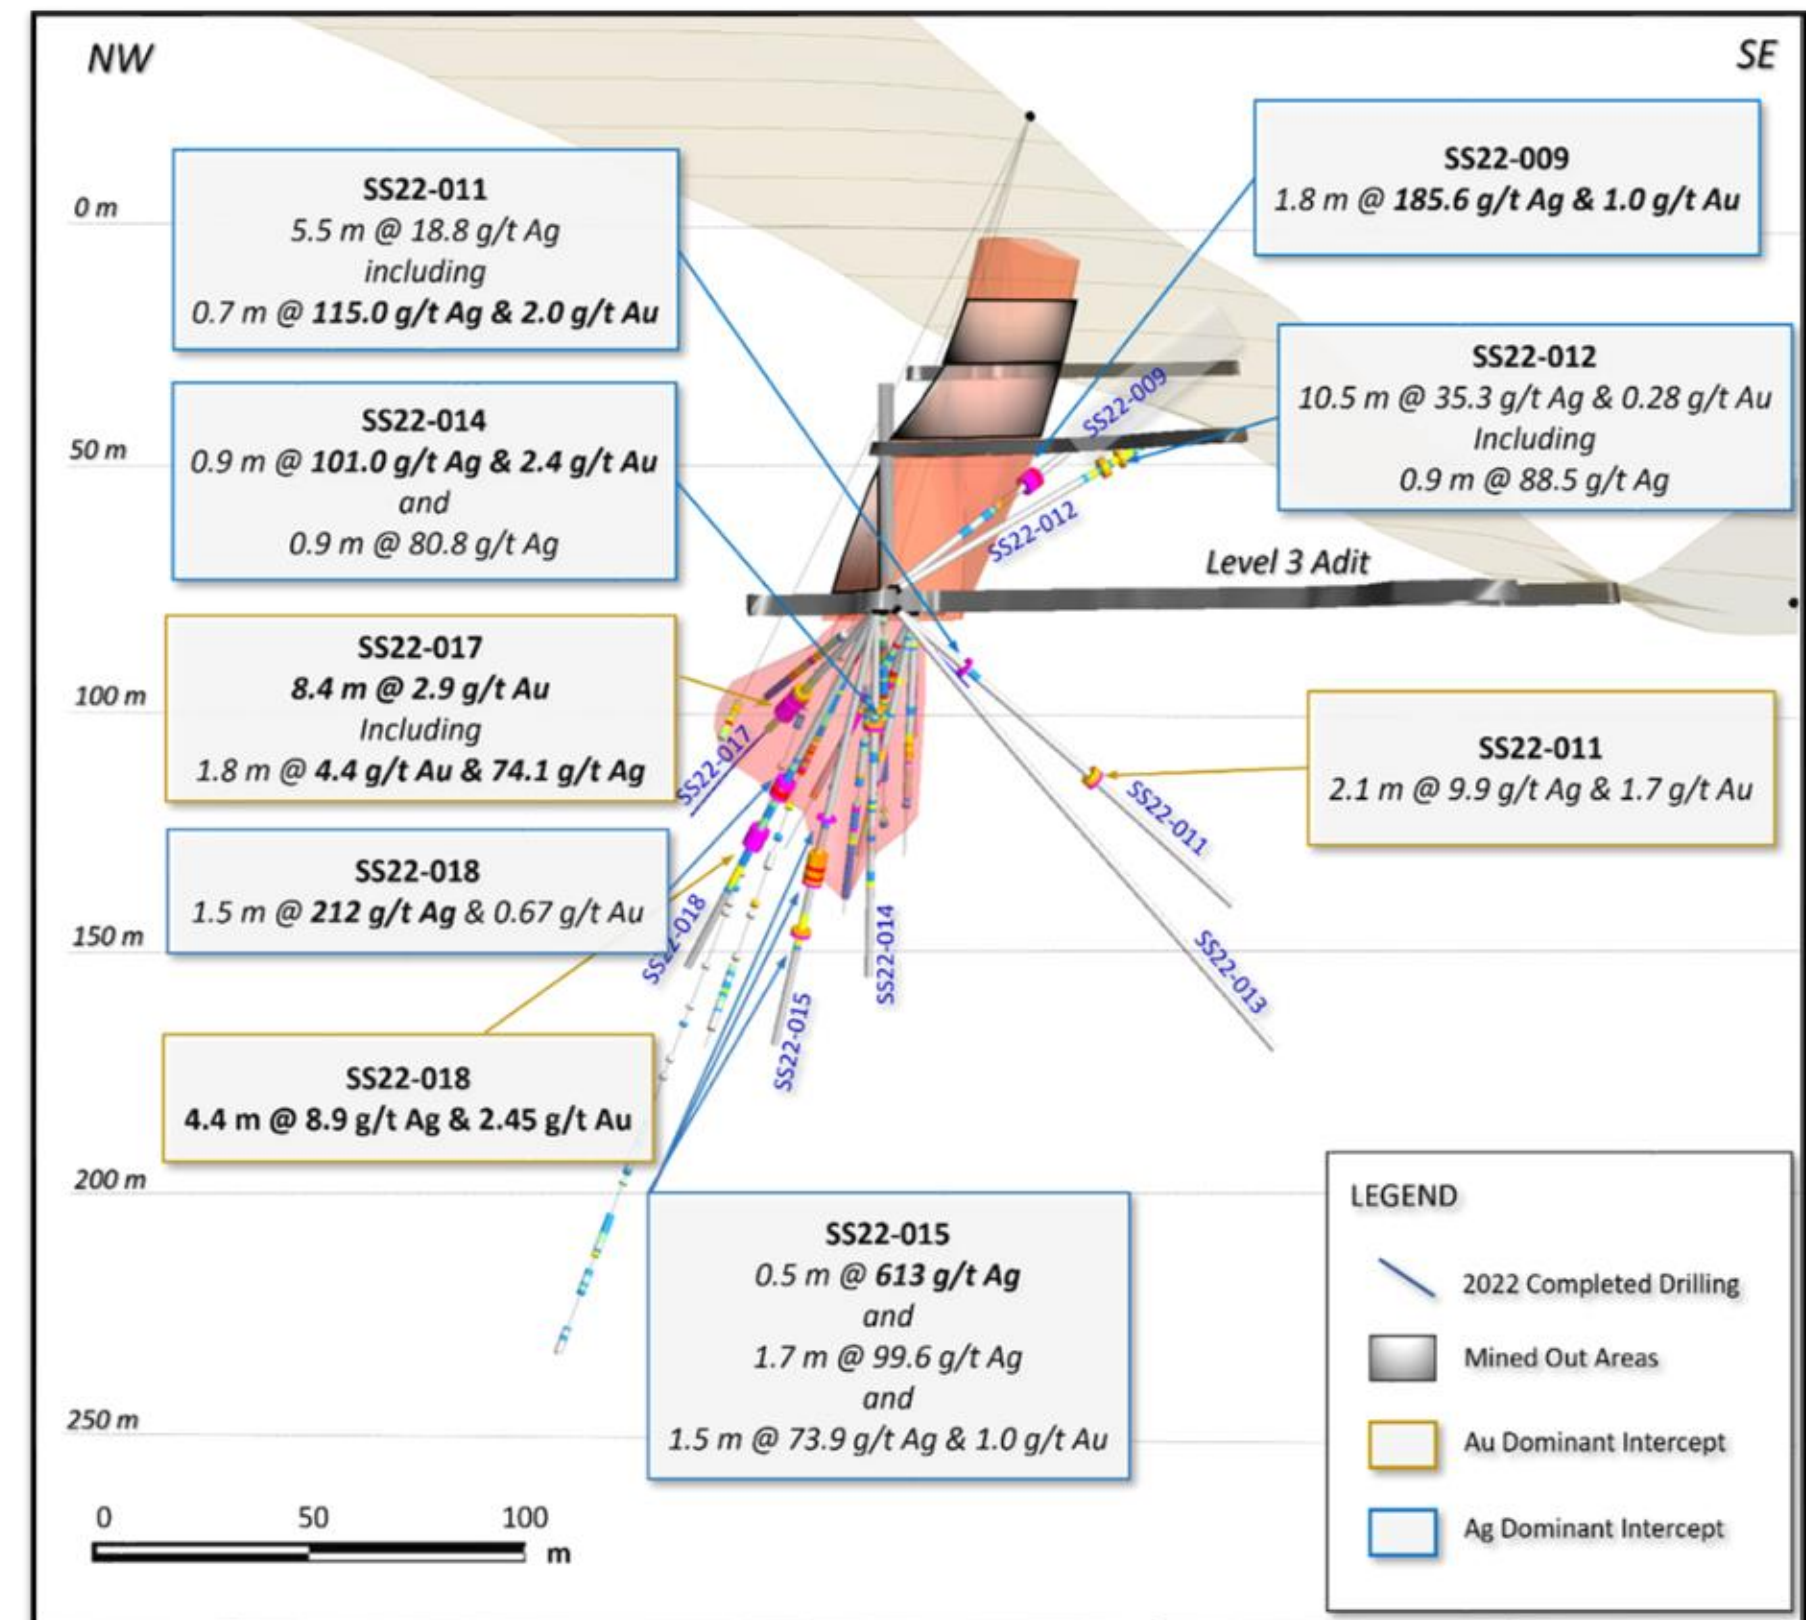 NW
SE
SS22-011
5.5 m @ 18.8 g/t Ag
including
0.7 m @ 115.0 g/t Ag & 2.0 g/t Au
SS22-009
1.8 m @ 185.6 g/t Ag & 1.0 g/t Au
0 m
SS22-012
10.5 m @ 35.3 g/t Ag & 0.28 g/t Au
Including
0.9 m @ 88.5 g/t Ag
SS22-014
0.9 m @ 101.0 g/t Ag & 2.4 g/t Au
and
0.9 m @ 80.8 g/t Ag
50 m
SS22-009
SS22-012
Level 3 Adit
SS22-017
8.4 m @ 2.9 g/t Au
Including
1.8 m @ 4.4 g/t Au & 74.1 g/t Ag
100 m
SS22-017
SS22-011
2.1 m @ 9.9 g/t Ag & 1.7 g/t Au
SS22-011
SS22-018
1.5 m @ 212 g/t Ag & 0.67 g/t Au
150 m
SS22-018
SS22-014
SS22-013
SS22-015
SS22-018
4.4 m @ 8.9 g/t Ag & 2.45 g/t Au
200 m
SS22-015
0.5 m @ 613 g/t Ag
and
1.7 m @ 99.6 g/t Ag
and
1.5 m @ 73.9 g/t Ag & 1.0 g/t Au
250 m
LEGEND
2022 Completed Drilling
Mined Out Areas
Au Dominant Intercept
Ag Dominant Intercept
0 50 100
m